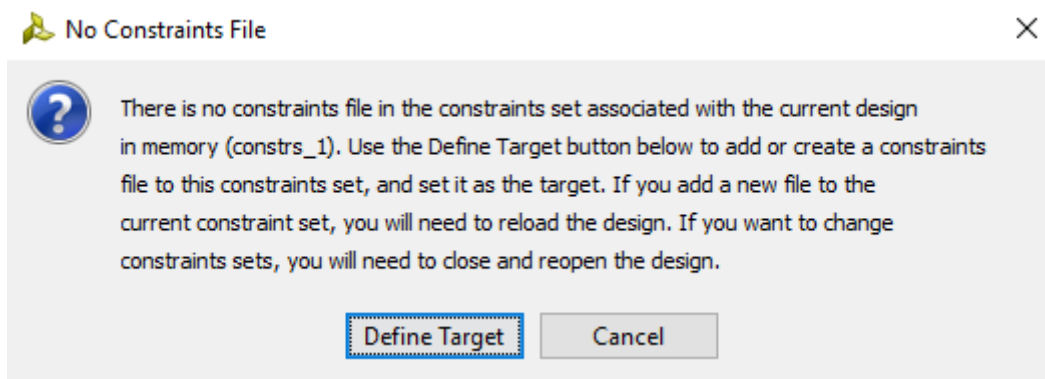 No Constraints File
There is no constraints file in the constraints set associated with the current design
in memory (constrs_1). Use the Define Target button below to add or create a constraints
file to this constraints set, and set it as the target. If you add a new file to the
current constraint set, you will need to reload the design. If you want to change
constraints sets, you will need to close and reopen the design.
Define Target
Cancel